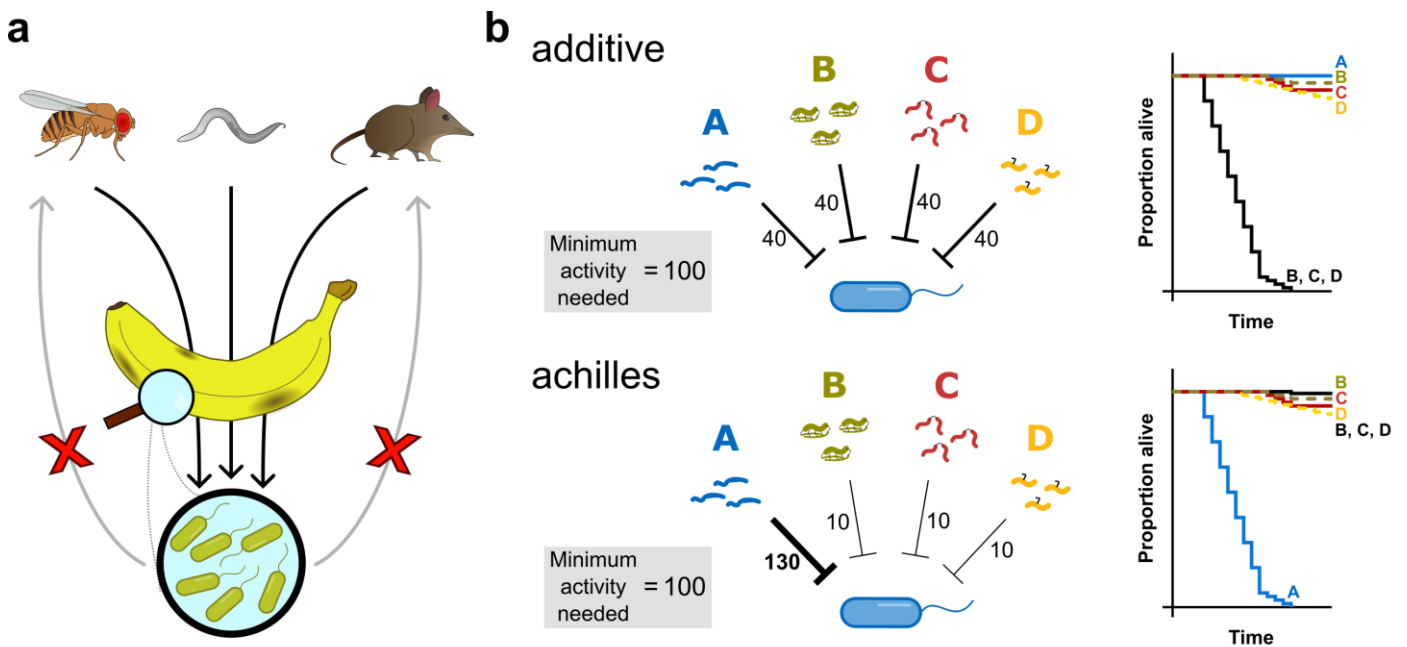 a
b
additive
A
B
C
D
40
40
40
40
Minimum
activity
needed
= 100
Proportion alive
A
B
C
D
B, C, D
Time
achilles
A
B
C
D
130
10
10
10
Minimum
activity
needed
= 100
Proportion alive
B
C
D
B, C, D
A
Time